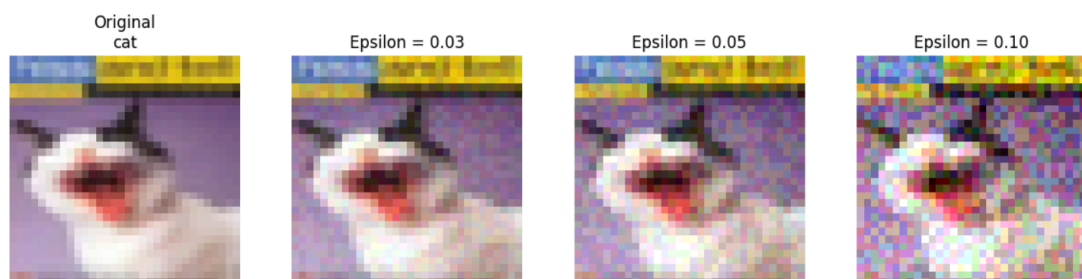 Original
cat
Epsilon = 0.03
Epsilon = 0.05
Epsilon = 0.10